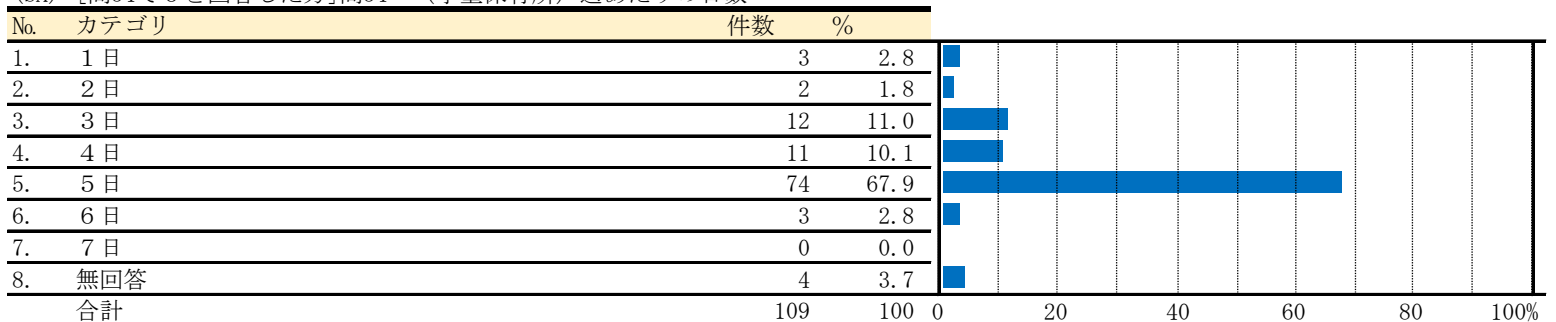 No. カテゴリ 件数 %
1. １日 3 2.8
2. ２日 2 1.8
3. ３日 12 11.0
4. ４日 11 10.1
5. ５日 74 67.9
6. ６日 3 2.8
7. ７日 0 0.0
8. 無回答 4 3.7
合計 109 100 0 20 40 60 80 100%